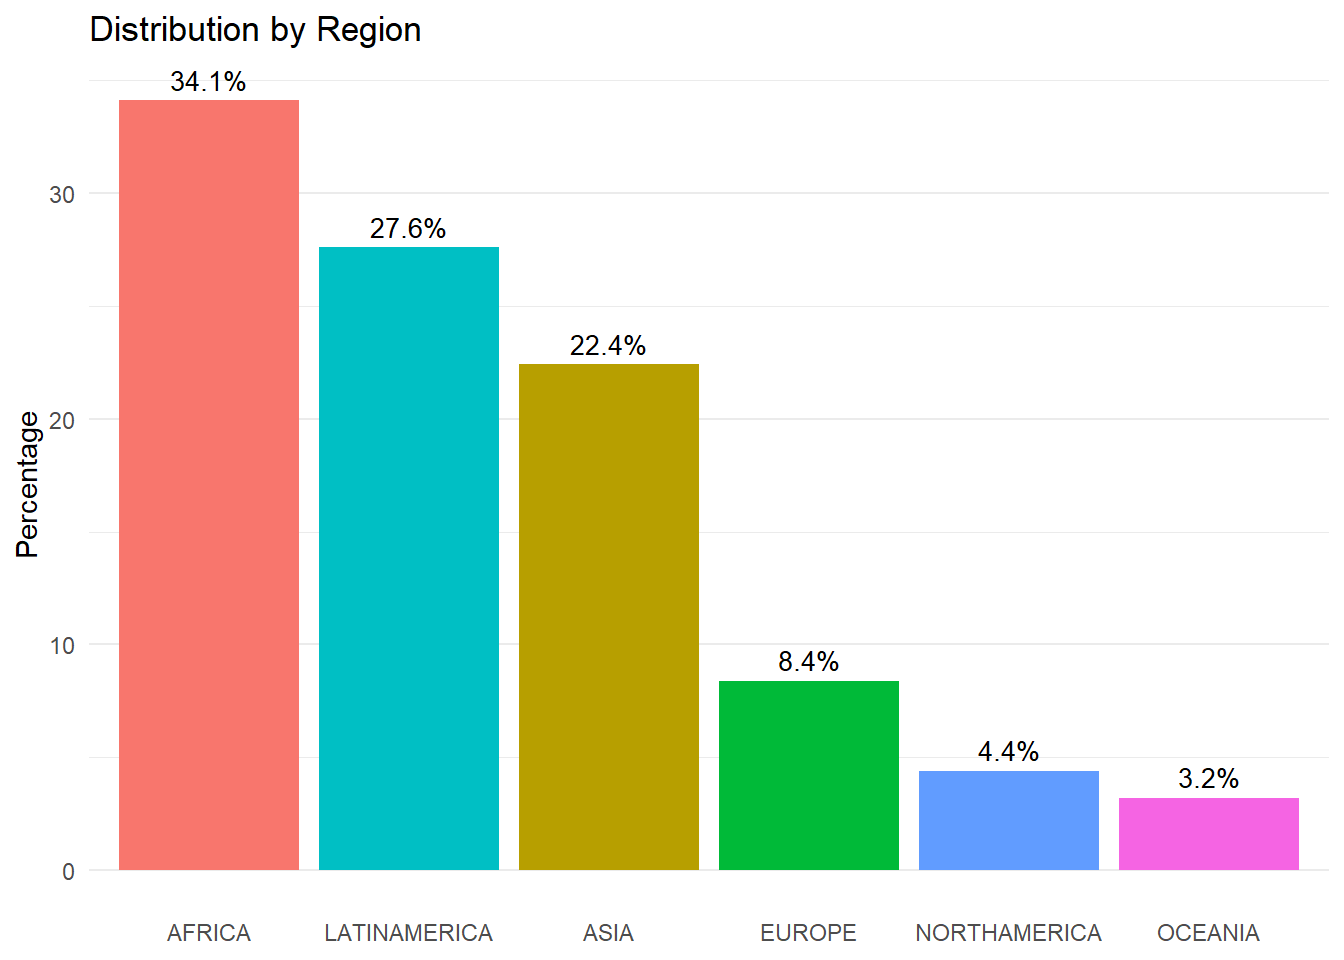 Distribution by Region
34.1%
27.6%
22.4%
8.4%
4.4%
3.2%
Percentage
30
20
10
0
AFRICA
LATINAMERICA
ASIA
EUROPE
NORTHAMERICA
OCEANIA